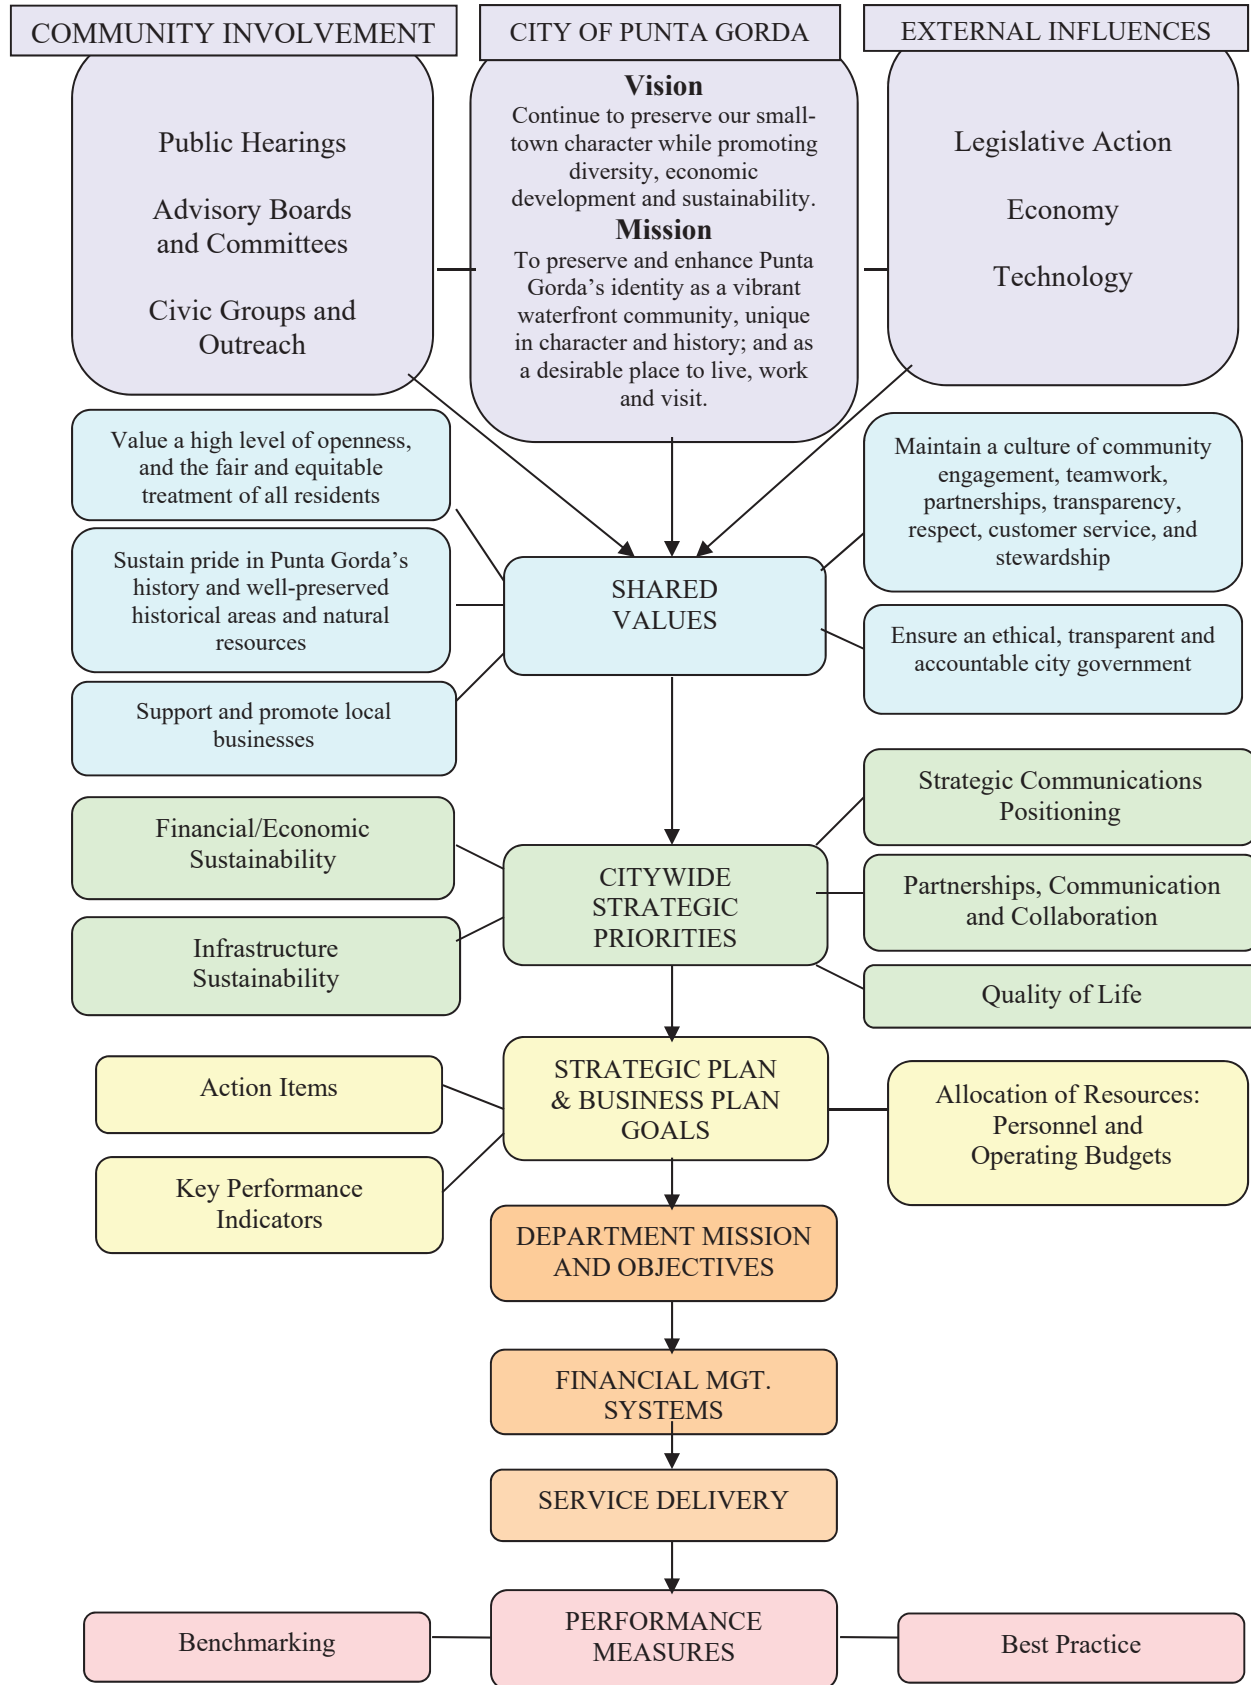 COMMUNITY INVOLVEMENT
CITY OF PUNTA GORDA
EXTERNAL INFLUENCES
Public Hearings
Advisory Boards
and Committees
Civic Groups and
Outreach
Vision
Continue to preserve our small-
town character while promoting
diversity, economic
development and sustainability.
Mission
To preserve and enhance Punta
Gorda’s identity as a vibrant
waterfront community, unique
in character and history; and as
a desirable place to live, work
and visit.
Legislative Action
Economy
Technology
Value a high level of openness,
and the fair and equitable
treatment of all residents
Sustain pride in Punta Gorda’s
history and well-preserved
historical areas and natural
resources
Support and promote local
businesses
SHARED
VALUES
Maintain a culture of community
engagement, teamwork,
partnerships, transparency,
respect, customer service, and
stewardship
Ensure an ethical, transparent and
accountable city government
Financial/Economic
Sustainability
Infrastructure
Sustainability
CITYWIDE
STRATEGIC
PRIORITIES
Strategic Communications
Positioning
Partnerships, Communication
and Collaboration
Quality of Life
Action Items
Key Performance
Indicators
STRATEGIC PLAN
& BUSINESS PLAN
GOALS
Allocation of Resources:
Personnel and
Operating Budgets
DEPARTMENT MISSION
AND OBJECTIVES
FINANCIAL MGT.
SYSTEMS
SERVICE DELIVERY
Benchmarking
PERFORMANCE
MEASURES
Best Practice